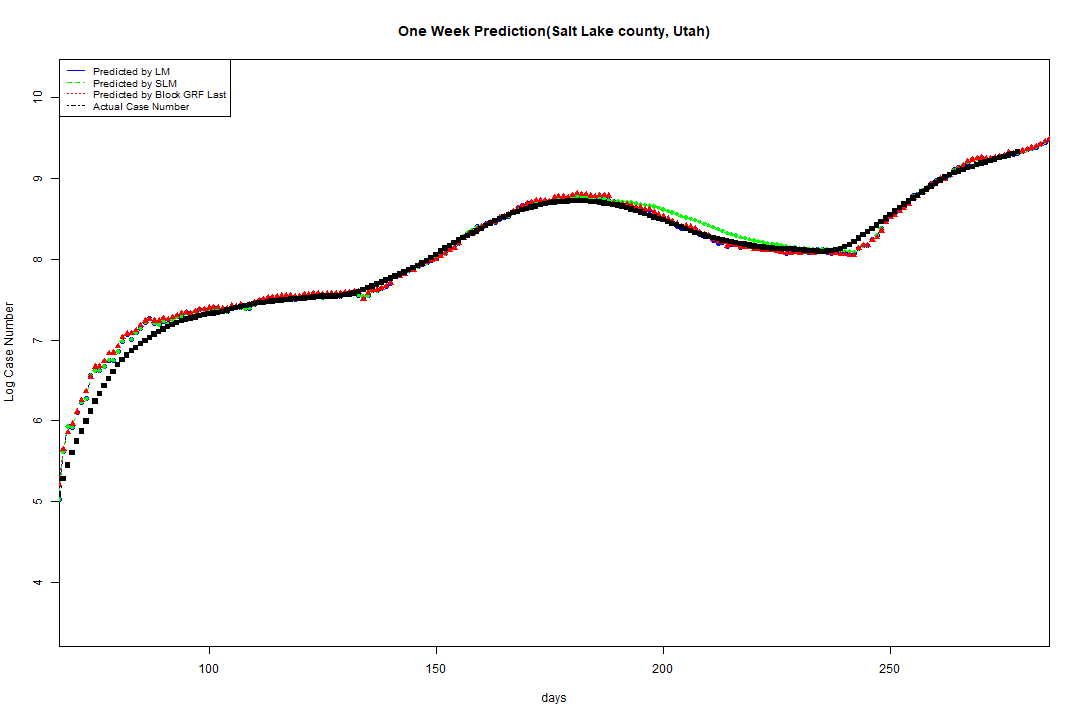 One Week Prediction(Salt Lake county, Utah)
Predicted by LM
Predicted by SLM
Predicted by Block GRF Last
Actual Case Number
10
9
8
7
6
5
4
Log Case Number
100
150
200
250
days